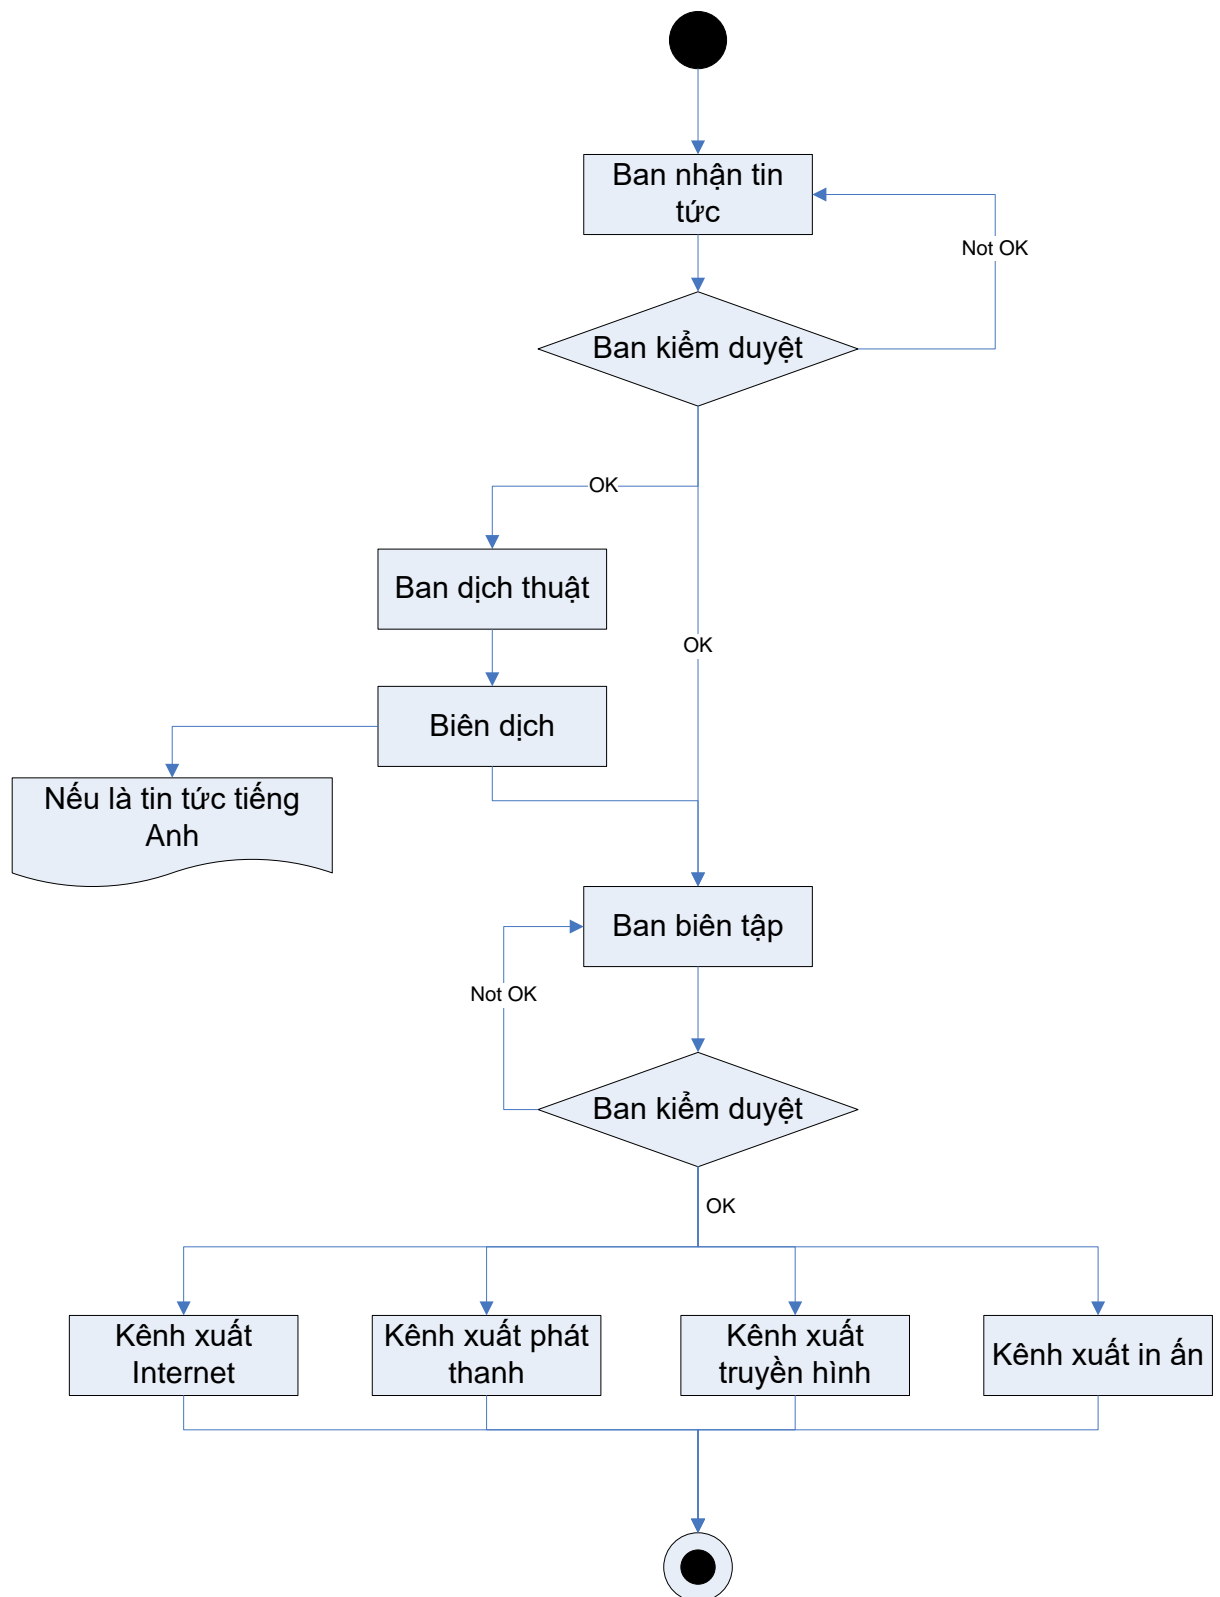 Ban nhận tin
tức
Not OK
Ban kiểm duyệt
OK
Ban dịch thuật
OK
Biên dịch
Nếu là tin tức tiếng
Anh
Ban biên tập
Not OK
Ban kiểm duyệt
OK
Kênh xuất
Internet
Kênh xuất phát
thanh
Kênh xuất
truyền hình
Kênh xuất in ấn